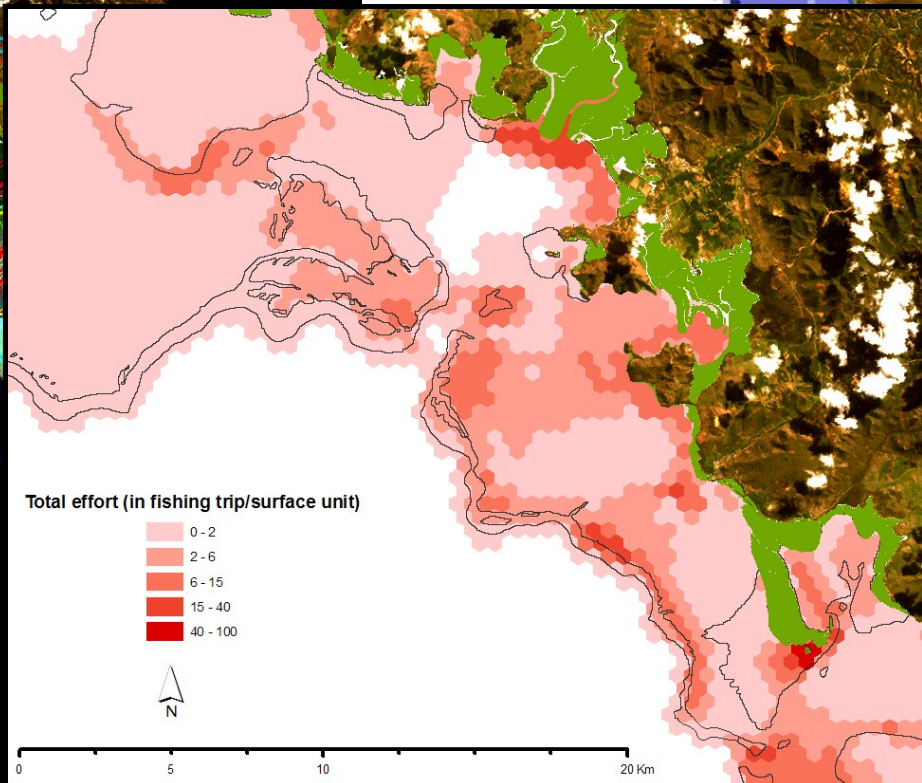 Total effort (in fishing trip/surface unit)
0 - 2
2 - 6
6 - 15
15 - 40
40 - 100
N
0 5 10 20 Km